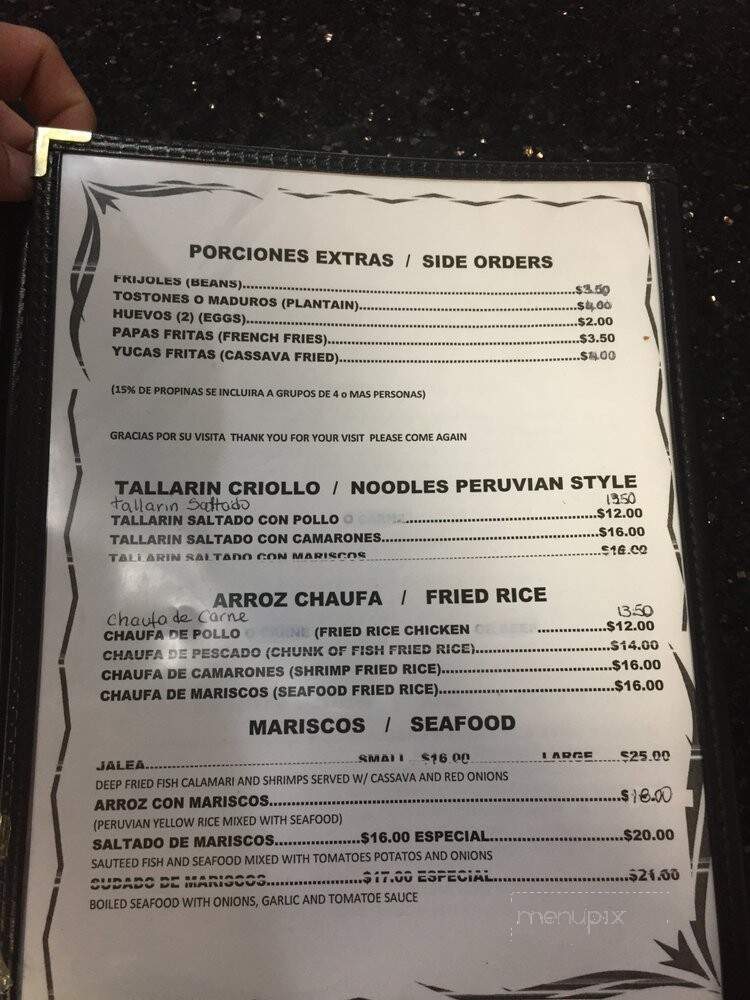 PORCIONES EXTRAS / SIDE ORDERS
FRIJOLES (BEANS)..............................$3.50
TOSTONES O MADUROS (PLANTAIN)..............................$4.00
HUEVOS (2) (EGGS)..............................$2.00
PAPAS FRITAS (FRENCH FRIES)..............................$3.50
YUCAS FRITAS (CASSAVA FRIED)..............................$4.00
(15% DE PROPINAS SE INCLUIRA A GRUPOS DE 4 o MAS PERSONAS)
GRACIAS POR SU VISITA THANK YOU FOR YOUR VISIT PLEASE COME AGAIN
TALLARIN CRIOLLO / NOODLES PERUVIAN STYLE
tallarin Saltado 13.50
TALLARIN SALTADO CON POLLO O CARNE..............................$12.00
TALLARIN SALTADO CON CAMARONES..............................$16.00
TALLARIN SALTADO CON MARISCOS..............................$16.00
ARROZ CHAUFA / FRIED RICE
Chaufa de Carne 13.50
CHAUFA DE POLLO O CARNE (FRIED RICE CHICKEN OR BEEF..............................$12.00
CHAUFA DE PESCADO (CHUNK OF FISH FRIED RICE)..............................$14.00
CHAUFA DE CAMARONES (SHRIMP FRIED RICE)..............................$16.00
CHAUFA DE MARISCOS (SEAFOOD FRIED RICE)..............................$16.00
MARISCOS / SEAFOOD
JALEA..............................SMALL $16.00 LARGE $25.00
DEEP FRIED FISH CALAMARI AND SHRIMPS SERVED W/ CASSAVA AND RED ONIONS
ARROZ CON MARISCOS..............................$
(PERUVIAN YELLOW RICE MIXED WITH SEAFOOD)
SALTADO DE MARISCOS...............$16.00 ESPECIAL....................$20.00
SAUTEED FISH AND SEAFOOD MIXED WITH TOMATOES POTATOS AND ONIONS
SUDADO DE MARISCOS...............$17.00 ESPECIAL....................$21.00
BOILED SEAFOOD WITH ONIONS, GARLIC AND TOMATOE SAUCE
menupix